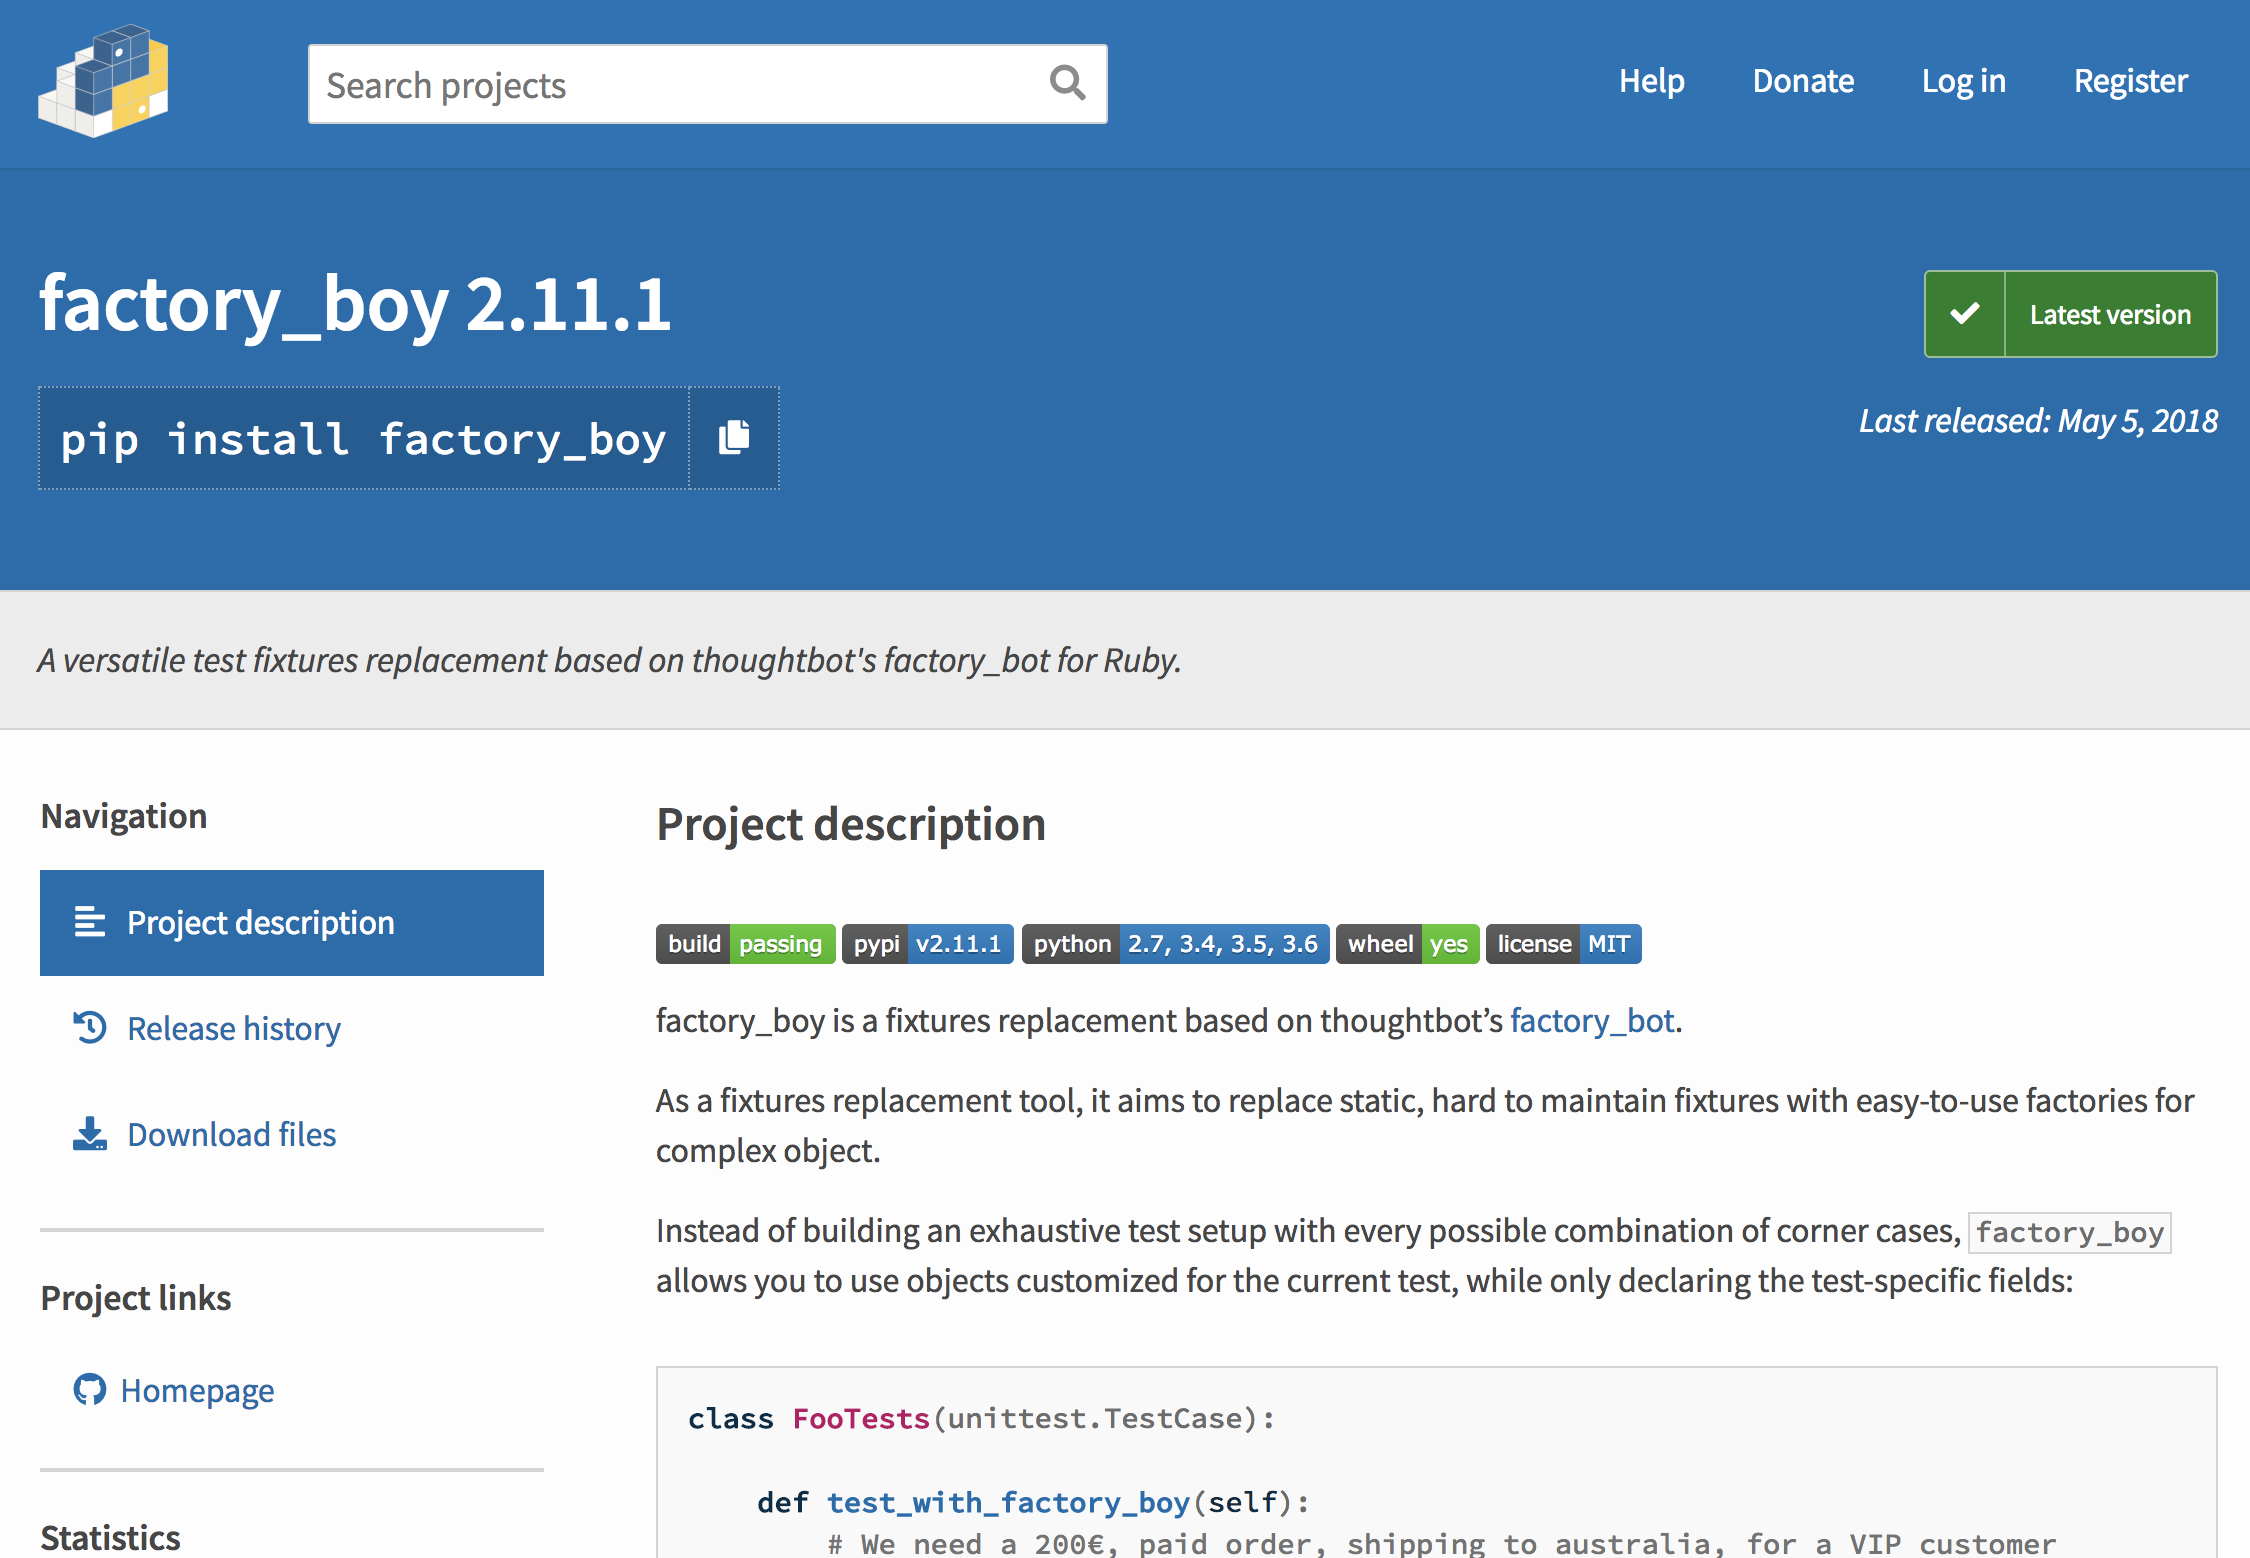 Search projects
Help
Donate
Log in
Register
factory_boy 2.11.1
Latest version
pip install factory_boy
Last released: May 5, 2018
A versatile test fixtures replacement based on thoughtbot's factory_bot for Ruby.
Navigation
Project description
Release history
Download files
Project links
Homepage
Statistics
Project description
build passing pypi v2.11.1 python 2.7, 3.4, 3.5, 3.6 wheel yes license MIT
factory_boy is a fixtures replacement based on thoughtbot’s factory_bot.
As a fixtures replacement tool, it aims to replace static, hard to maintain fixtures with easy-to-use factories for
complex object.
Instead of building an exhaustive test setup with every possible combination of corner cases, factory_boy
allows you to use objects customized for the current test, while only declaring the test-specific fields:
class FooTests(unittest.TestCase):
def test_with_factory_boy(self):
# We need a 200€, paid order, shipping to australia, for a VIP customer